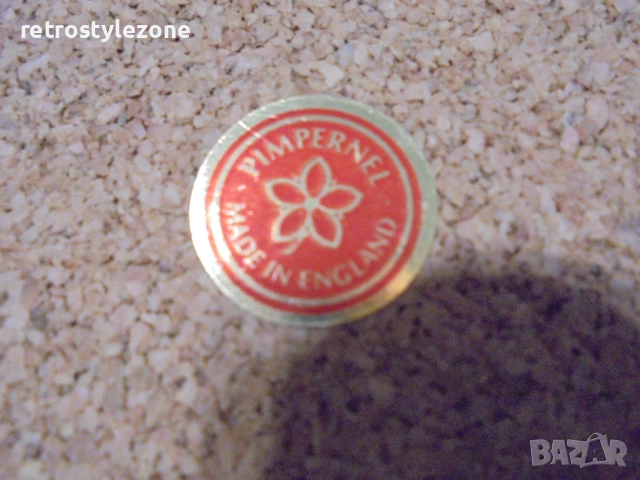 retrostylezone
PIMPERNEL
MADE IN ENGLAND
BAZAR